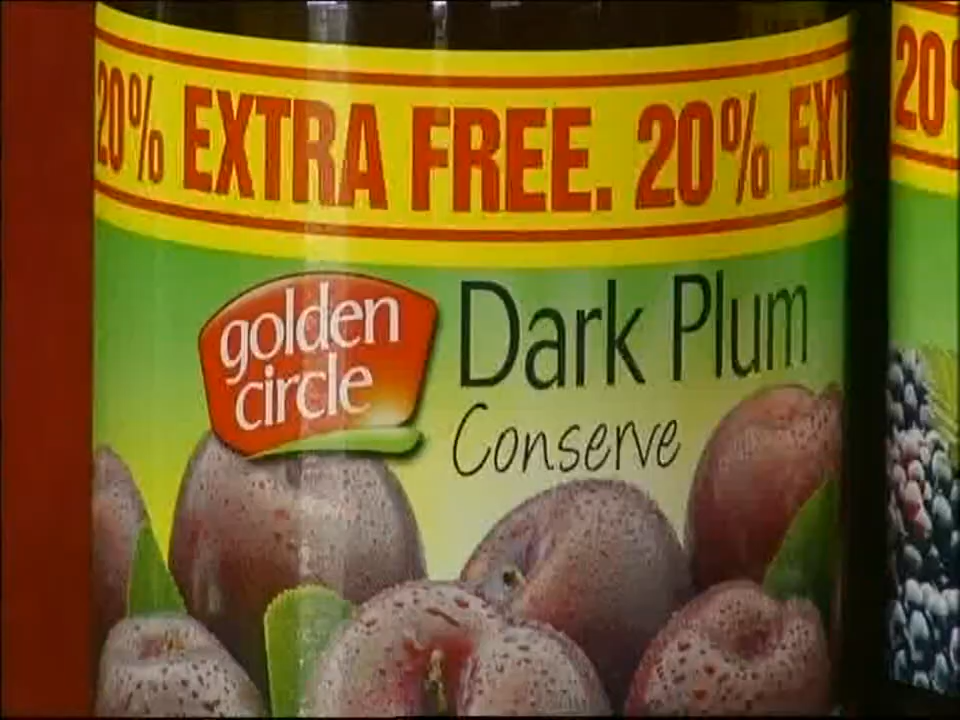 20% EXTRA FREE. 20% EXT
20
golden
circle
Dark Plum
Conserve